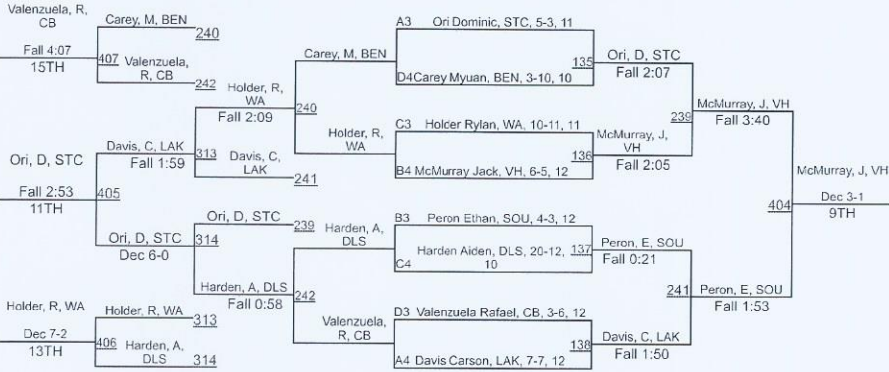 Valenzuela, R,
CB
Fall 4:07
15TH
Carey, M, BEN
240
407
Valenzuela,
R, CB
242
Ori, D, STC
Fall 2:53
11TH
Davis, C, LAK
Fall 1:59
405
Ori, D, STC
Dec 6-0
Holder, R, WA
Dec 7-2
13TH
Holder, R, WA
313
406
Harden, A,
DLS
314
Holder, R,
WA
Fall 2:09
313
Davis, C,
LAK
241
Ori, D, STC
239
314
Harden, A, DLS
Fall 0:58
Carey, M, BEN
240
Holder, R,
WA
Harden, A,
DLS
242
Valenzuela,
R, CB
A3 Ori Dominic, STC, 5-3, 11
135
D4 Carey Myuan, BEN, 3-10, 10
C3 Holder Rylan, WA, 10-11, 11
136
B4 McMurray Jack, VH, 6-5, 12
B3 Peron Ethan, SOU, 4-3, 12
Harden Aiden, DLS, 20-12,
10
137
C4
D3 Valenzuela Rafael, CB, 3-6, 12
138
A4 Davis Carson, LAK, 7-7, 12
Ori, D, STC
Fall 2:07
239
McMurray, J,
VH
Fall 2:05
Peron, E, SOU
Fall 0:21
241
Davis, C, LAK
Fall 1:50
McMurray, J, VH
Fall 3:40
404
Peron, E, SOU
Fall 1:53
McMurray, J, VH
Dec 3-1
9TH